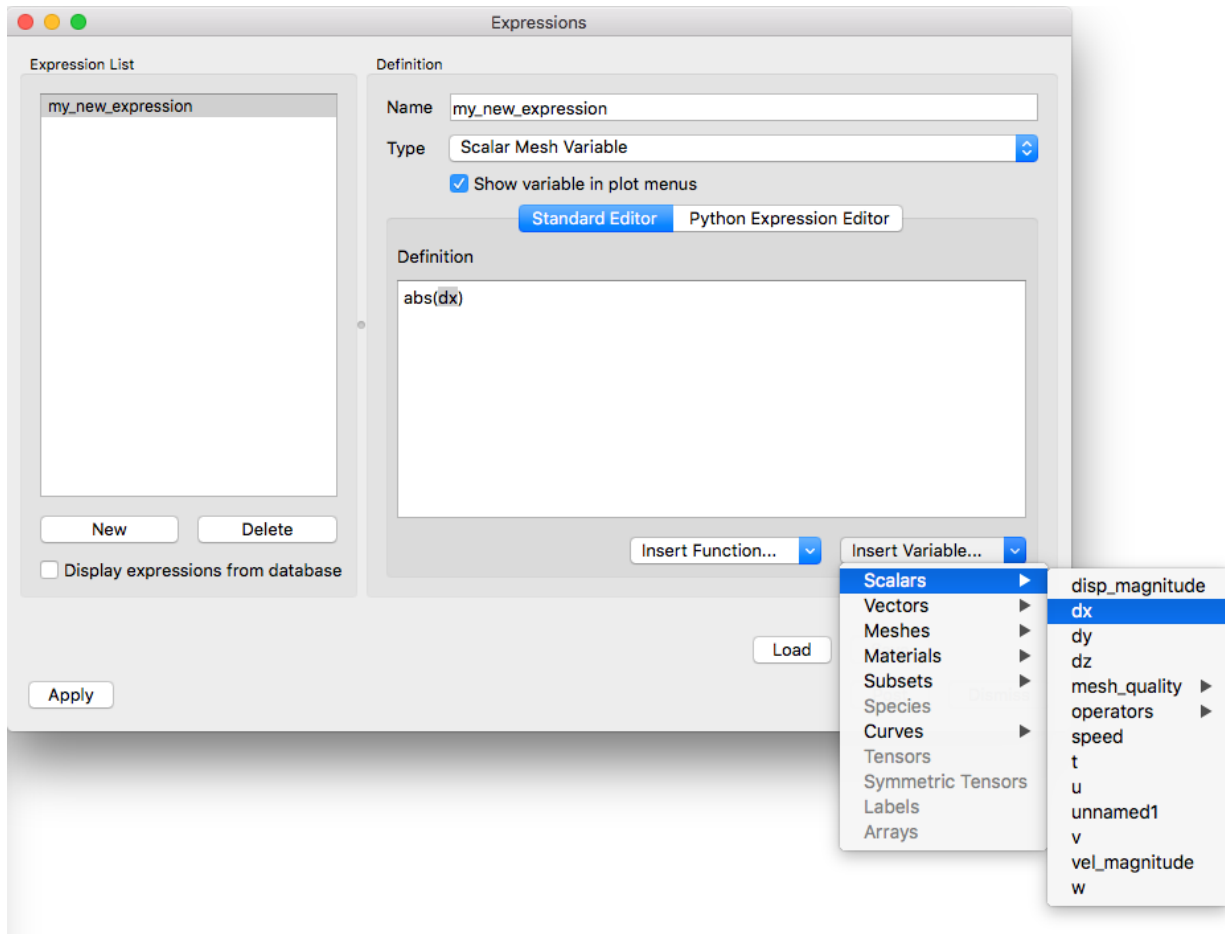 Expressions
Expression List
my_new_expression
New
Delete
Display expressions from database
Apply
Definition
Name
my_new_expression
Type
Scalar Mesh Variable
Show variable in plot menus
Standard Editor
Python Expression Editor
Definition
abs(dx)
Insert Function...
Insert Variable...
Load
Scalars
Vectors
Meshes
Materials
Subsets
Species
Curves
Tensors
Symmetric Tensors
Labels
Arrays
disp_magnitude
dx
dy
dz
mesh_quality
operators
speed
t
u
unnamed1
v
vel_magnitude
w